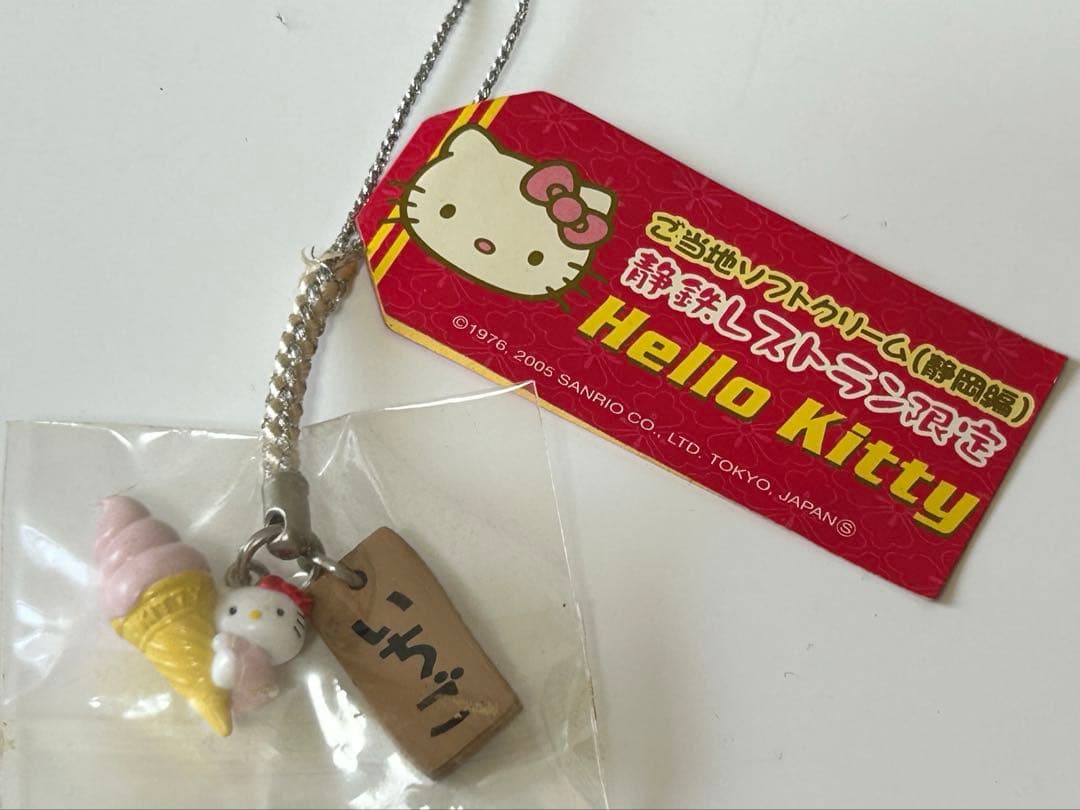 ご当地ソフトクリーム(静岡編)
静鉄レストラン限定
Hello Kitty
©1976, 2005 SANRIO CO., LTD. TOKYO, JAPAN Ⓢ
いちご